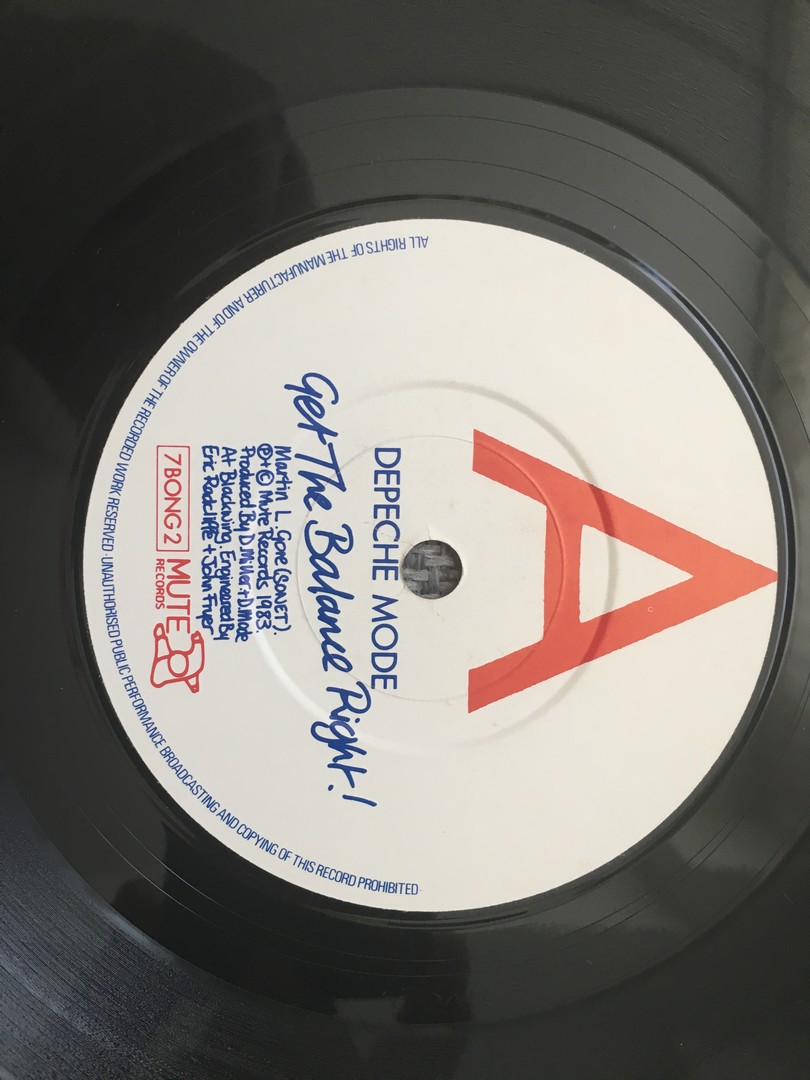 A
DEPECHE MODE
Get The Balance Right!
Martin L. Gore (SONET).
℗+© Mute Records 1983.
Produced By D. Miller + D. Mode
At Blackwing. Engineered By
Eric Radcliffe + John Fryer
7BONG2
MUTE
RECORDS
ALL RIGHTS OF THE MANUFACTURER AND OF THE OWNER OF THE RECORDED WORK RESERVED · UNAUTHORISED PUBLIC PERFORMANCE BROADCASTING AND COPYING OF THIS RECORD PROHIBITED ·